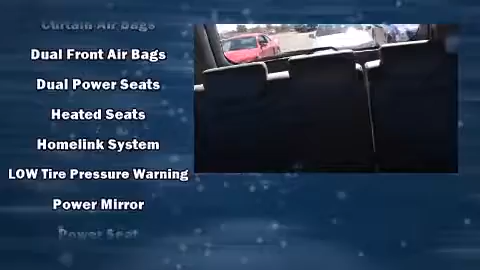 Curtain Air Bags
Dual Front Air Bags
Dual Power Seats
Heated Seats
Homelink System
LOW Tire Pressure Warning
Power Mirror
Power Seat